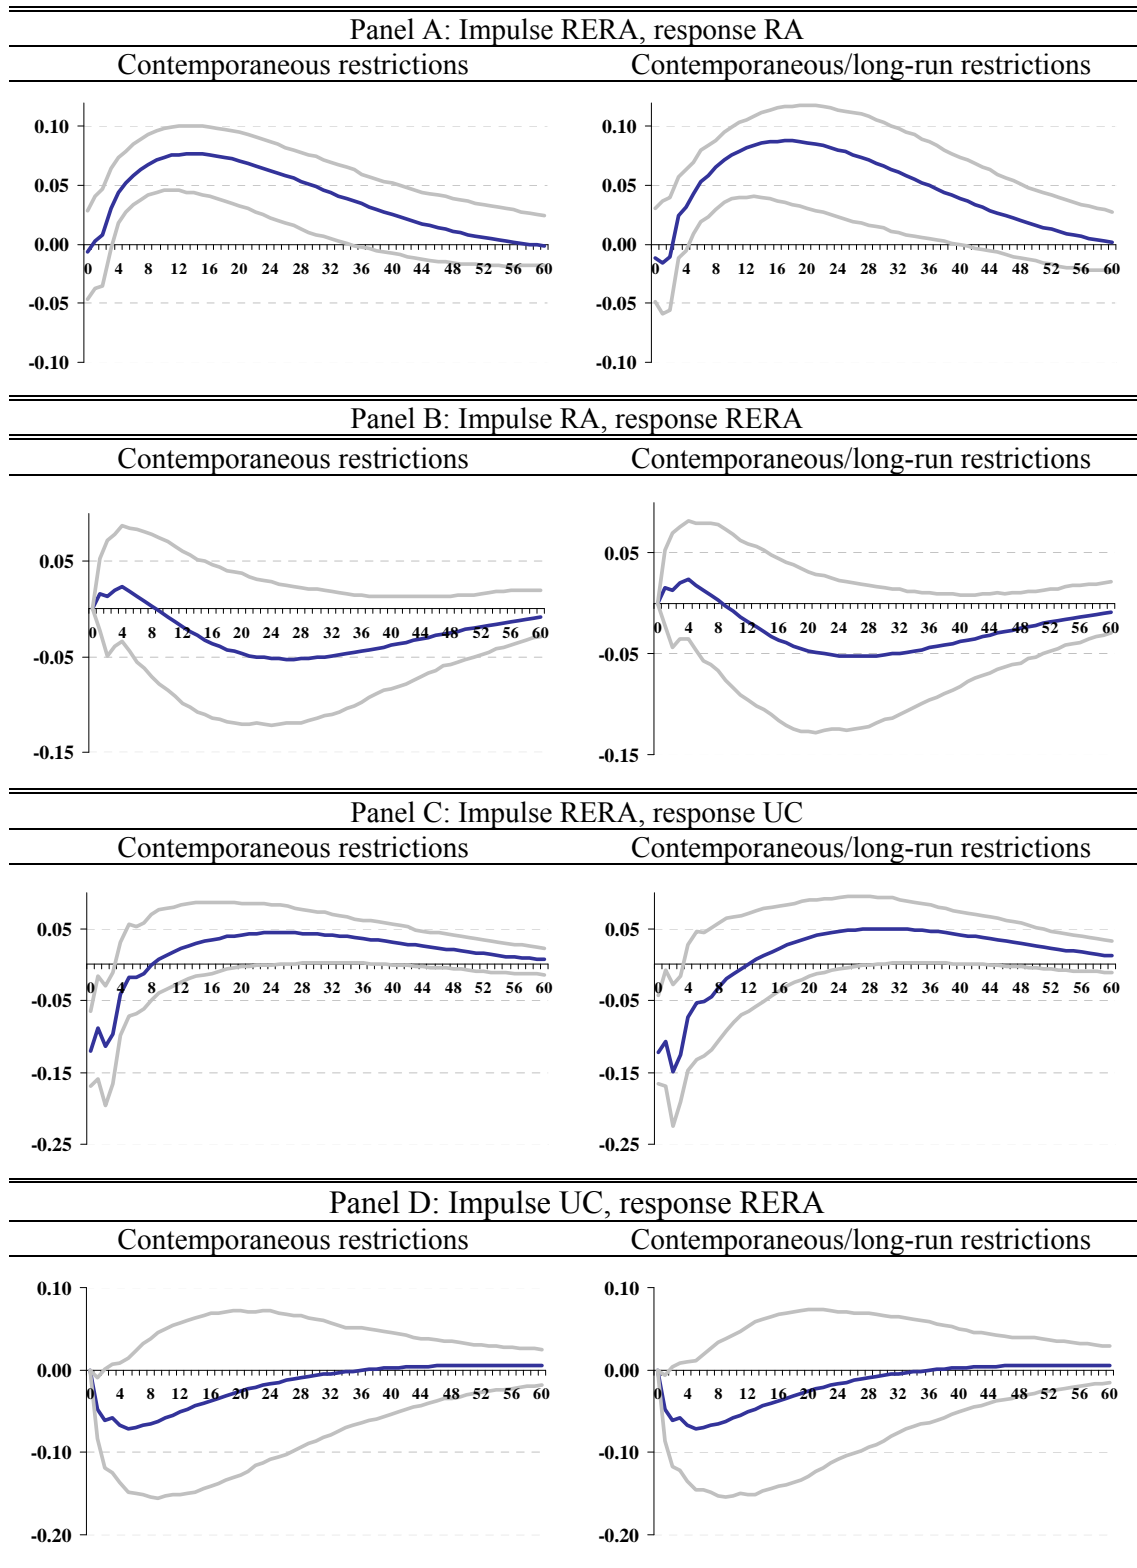 Panel A: Impulse RERA, response RA
Contemporaneous restrictions
Contemporaneous/long-run restrictions
0.10
0.05
0.00
-0.05
-0.10
0 4 8 12 16 20 24 28 32 36 40 44 48 52 56 60
0.10
0.05
0.00
-0.05
-0.10
0 4 8 12 16 20 24 28 32 36 40 44 48 52 56 60
Panel B: Impulse RA, response RERA
Contemporaneous restrictions
Contemporaneous/long-run restrictions
0.05
-0.05
-0.15
0 4 8 12 16 20 24 28 32 36 40 44 48 52 56 60
0.05
-0.05
-0.15
0 4 8 12 16 20 24 28 32 36 40 44 48 52 56 60
Panel C: Impulse RERA, response UC
Contemporaneous restrictions
Contemporaneous/long-run restrictions
0.05
-0.05
-0.15
-0.25
0 4 8 12 16 20 24 28 32 36 40 44 48 52 56 60
0.05
-0.05
-0.15
-0.25
0 4 8 12 16 20 24 28 32 36 40 44 48 52 56 60
Panel D: Impulse UC, response RERA
Contemporaneous restrictions
Contemporaneous/long-run restrictions
0.10
0.00
-0.10
-0.20
0 4 8 12 16 20 24 28 32 36 40 44 48 52 56 60
0.10
0.00
-0.10
-0.20
0 4 8 12 16 20 24 28 32 36 40 44 48 52 56 60